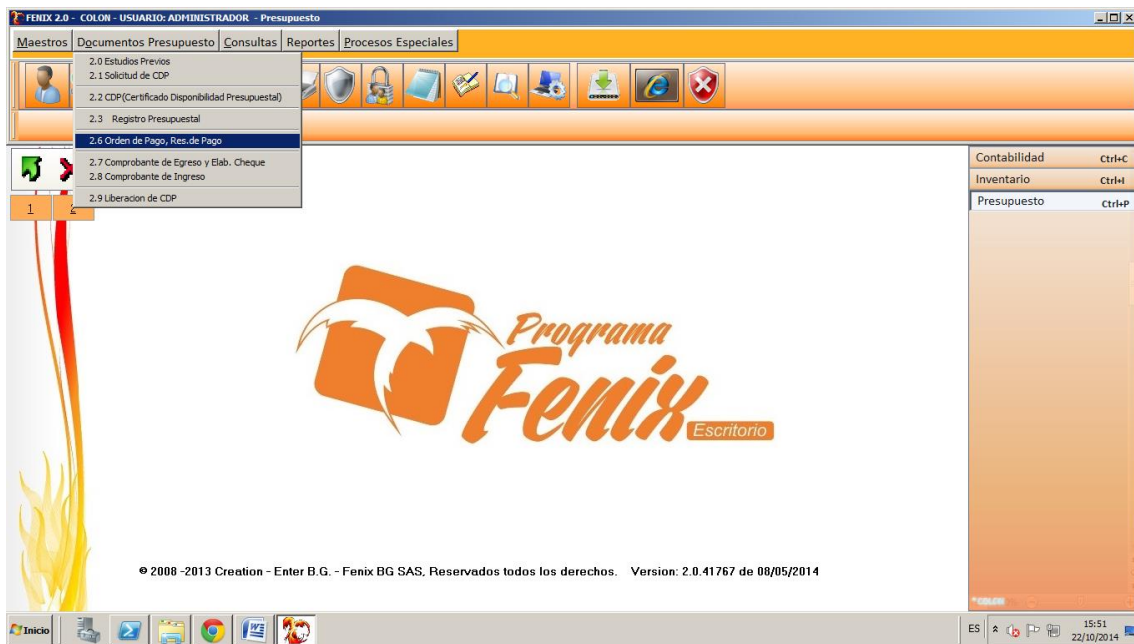 FENIX 2.0 - COLON - USUARIO: ADMINISTRADOR - Presupuesto
Maestros Documentos Presupuesto Consultas Reportes Procesos Especiales
2.0 Estudios Previos
2.1 Solicitud de CDP
2.2 CDP(Certificado Disponibilidad Presupuestal)
2.3 Registro Presupuestal
2.6 Orden de Pago, Res.de Pago
2.7 Comprobante de Egreso y Elab. Cheque
2.8 Comprobante de Ingreso
2.9 Liberacion de CDP
1 2
Contabilidad Ctrl+C
Inventario Ctrl+I
Presupuesto Ctrl+P
Programa
Fenix
Escritorio
© 2008 -2013 Creation - Enter B.G. - Fenix BG SAS, Reservados todos los derechos. Version: 2.0.41767 de 08/05/2014
*COLON
Inicio
ES
15:51
22/10/2014